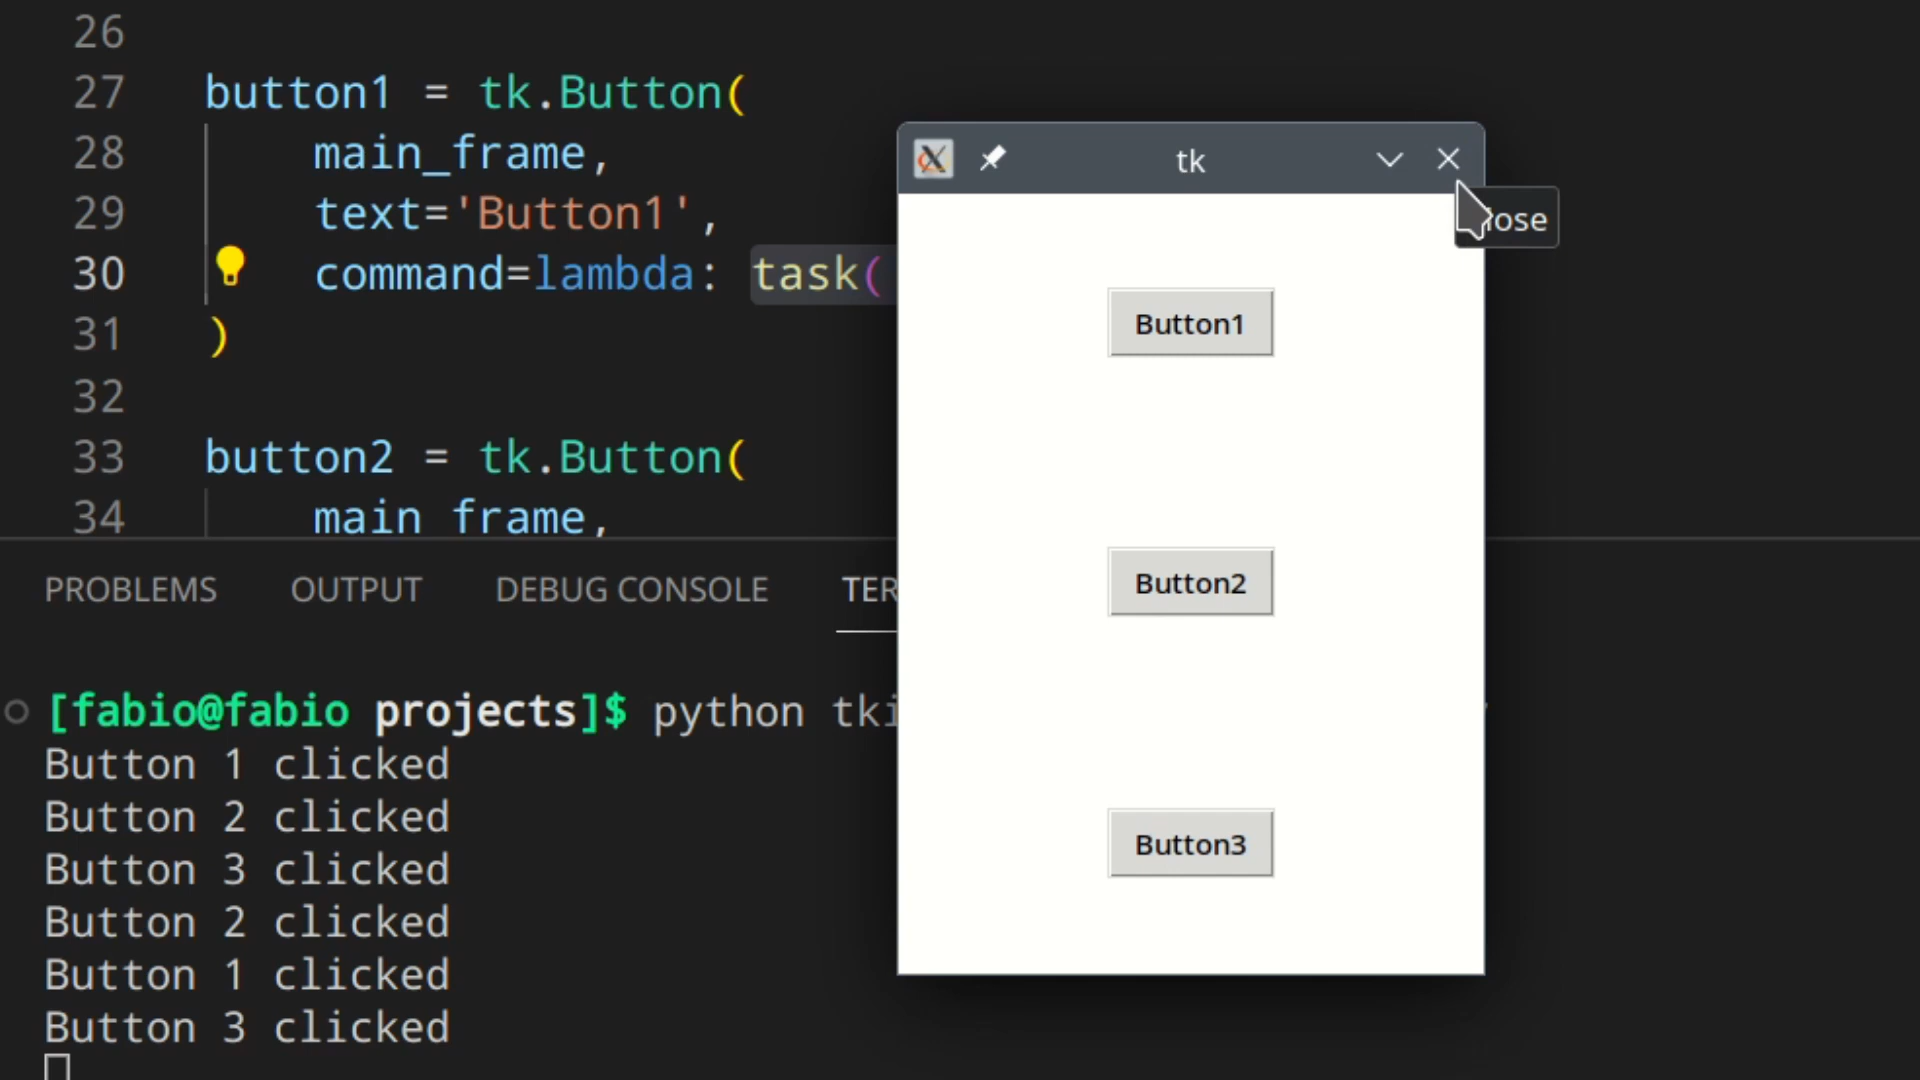 26
27 button1 = tk.Button(
28 main_frame,
29 text='Button1',
30 command=lambda: task(
31 )
32
33 button2 = tk.Button(
34 main_frame,
tk
lose
Button1
Button2
Button3
PROBLEMS OUTPUT DEBUG CONSOLE TER
[fabio@fabio projects]$ python tki
Button 1 clicked
Button 2 clicked
Button 3 clicked
Button 2 clicked
Button 1 clicked
Button 3 clicked